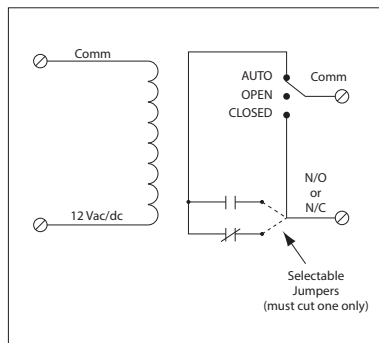 Comm
12 Vac/dc
AUTO
OPEN
CLOSED
Comm
N/O
or
N/C
Selectable
Jumpers
(must cut one only)